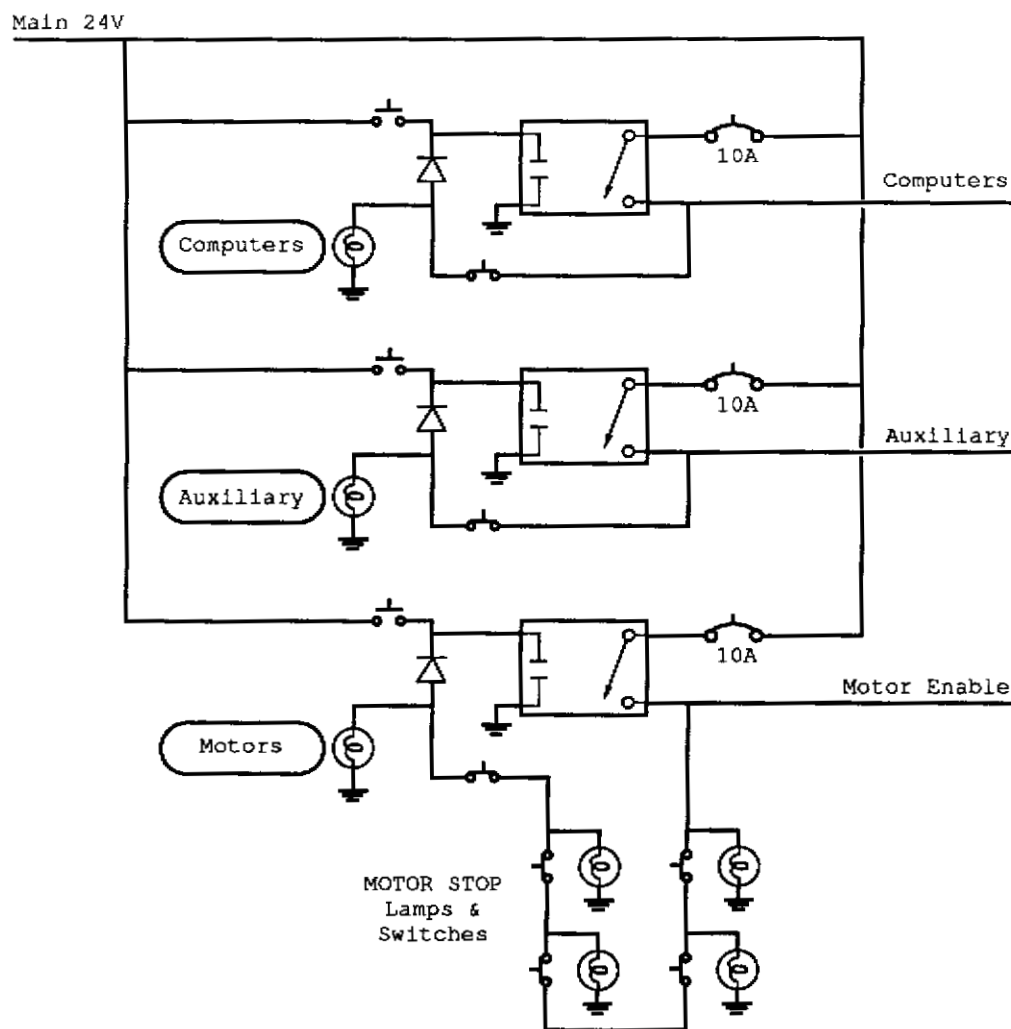 Main 24V
10A
Computers
Computers
10A
Auxiliary
Auxiliary
10A
Motor Enable
Motors
MOTOR STOP
Lamps &
Switches